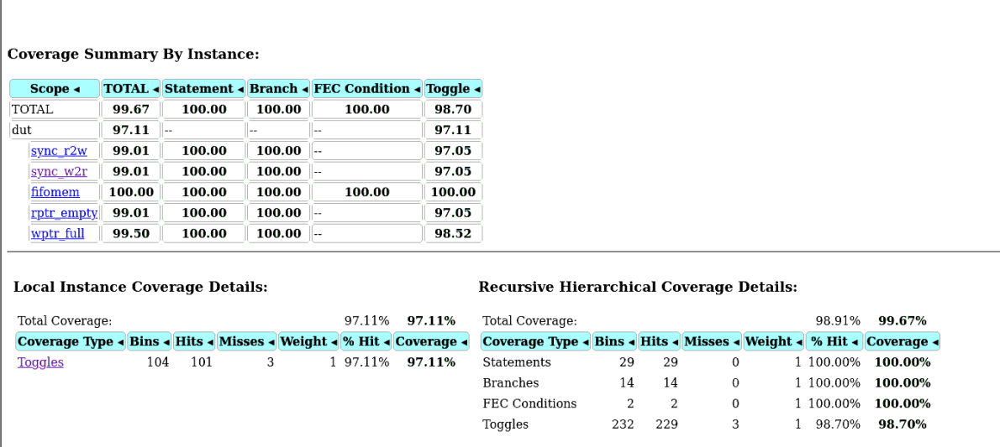 Coverage Summary By Instance:
Scope ◂ TOTAL ◂ Statement ◂ Branch ◂ FEC Condition ◂ Toggle ◂
TOTAL 99.67 100.00 100.00 100.00 98.70
dut 97.11 -- -- -- 97.11
sync_r2w 99.01 100.00 100.00 -- 97.05
sync_w2r 99.01 100.00 100.00 -- 97.05
fifomem 100.00 100.00 100.00 100.00 100.00
rptr_empty 99.01 100.00 100.00 -- 97.05
wptr_full 99.50 100.00 100.00 -- 98.52
Local Instance Coverage Details:
Total Coverage: 97.11% 97.11%
Coverage Type ◂ Bins ◂ Hits ◂ Misses ◂ Weight ◂ % Hit ◂ Coverage ◂
Toggles 104 101 3 1 97.11% 97.11%
Recursive Hierarchical Coverage Details:
Total Coverage: 98.91% 99.67%
Coverage Type ◂ Bins ◂ Hits ◂ Misses ◂ Weight ◂ % Hit ◂ Coverage ◂
Statements 29 29 0 1 100.00% 100.00%
Branches 14 14 0 1 100.00% 100.00%
FEC Conditions 2 2 0 1 100.00% 100.00%
Toggles 232 229 3 1 98.70% 98.70%